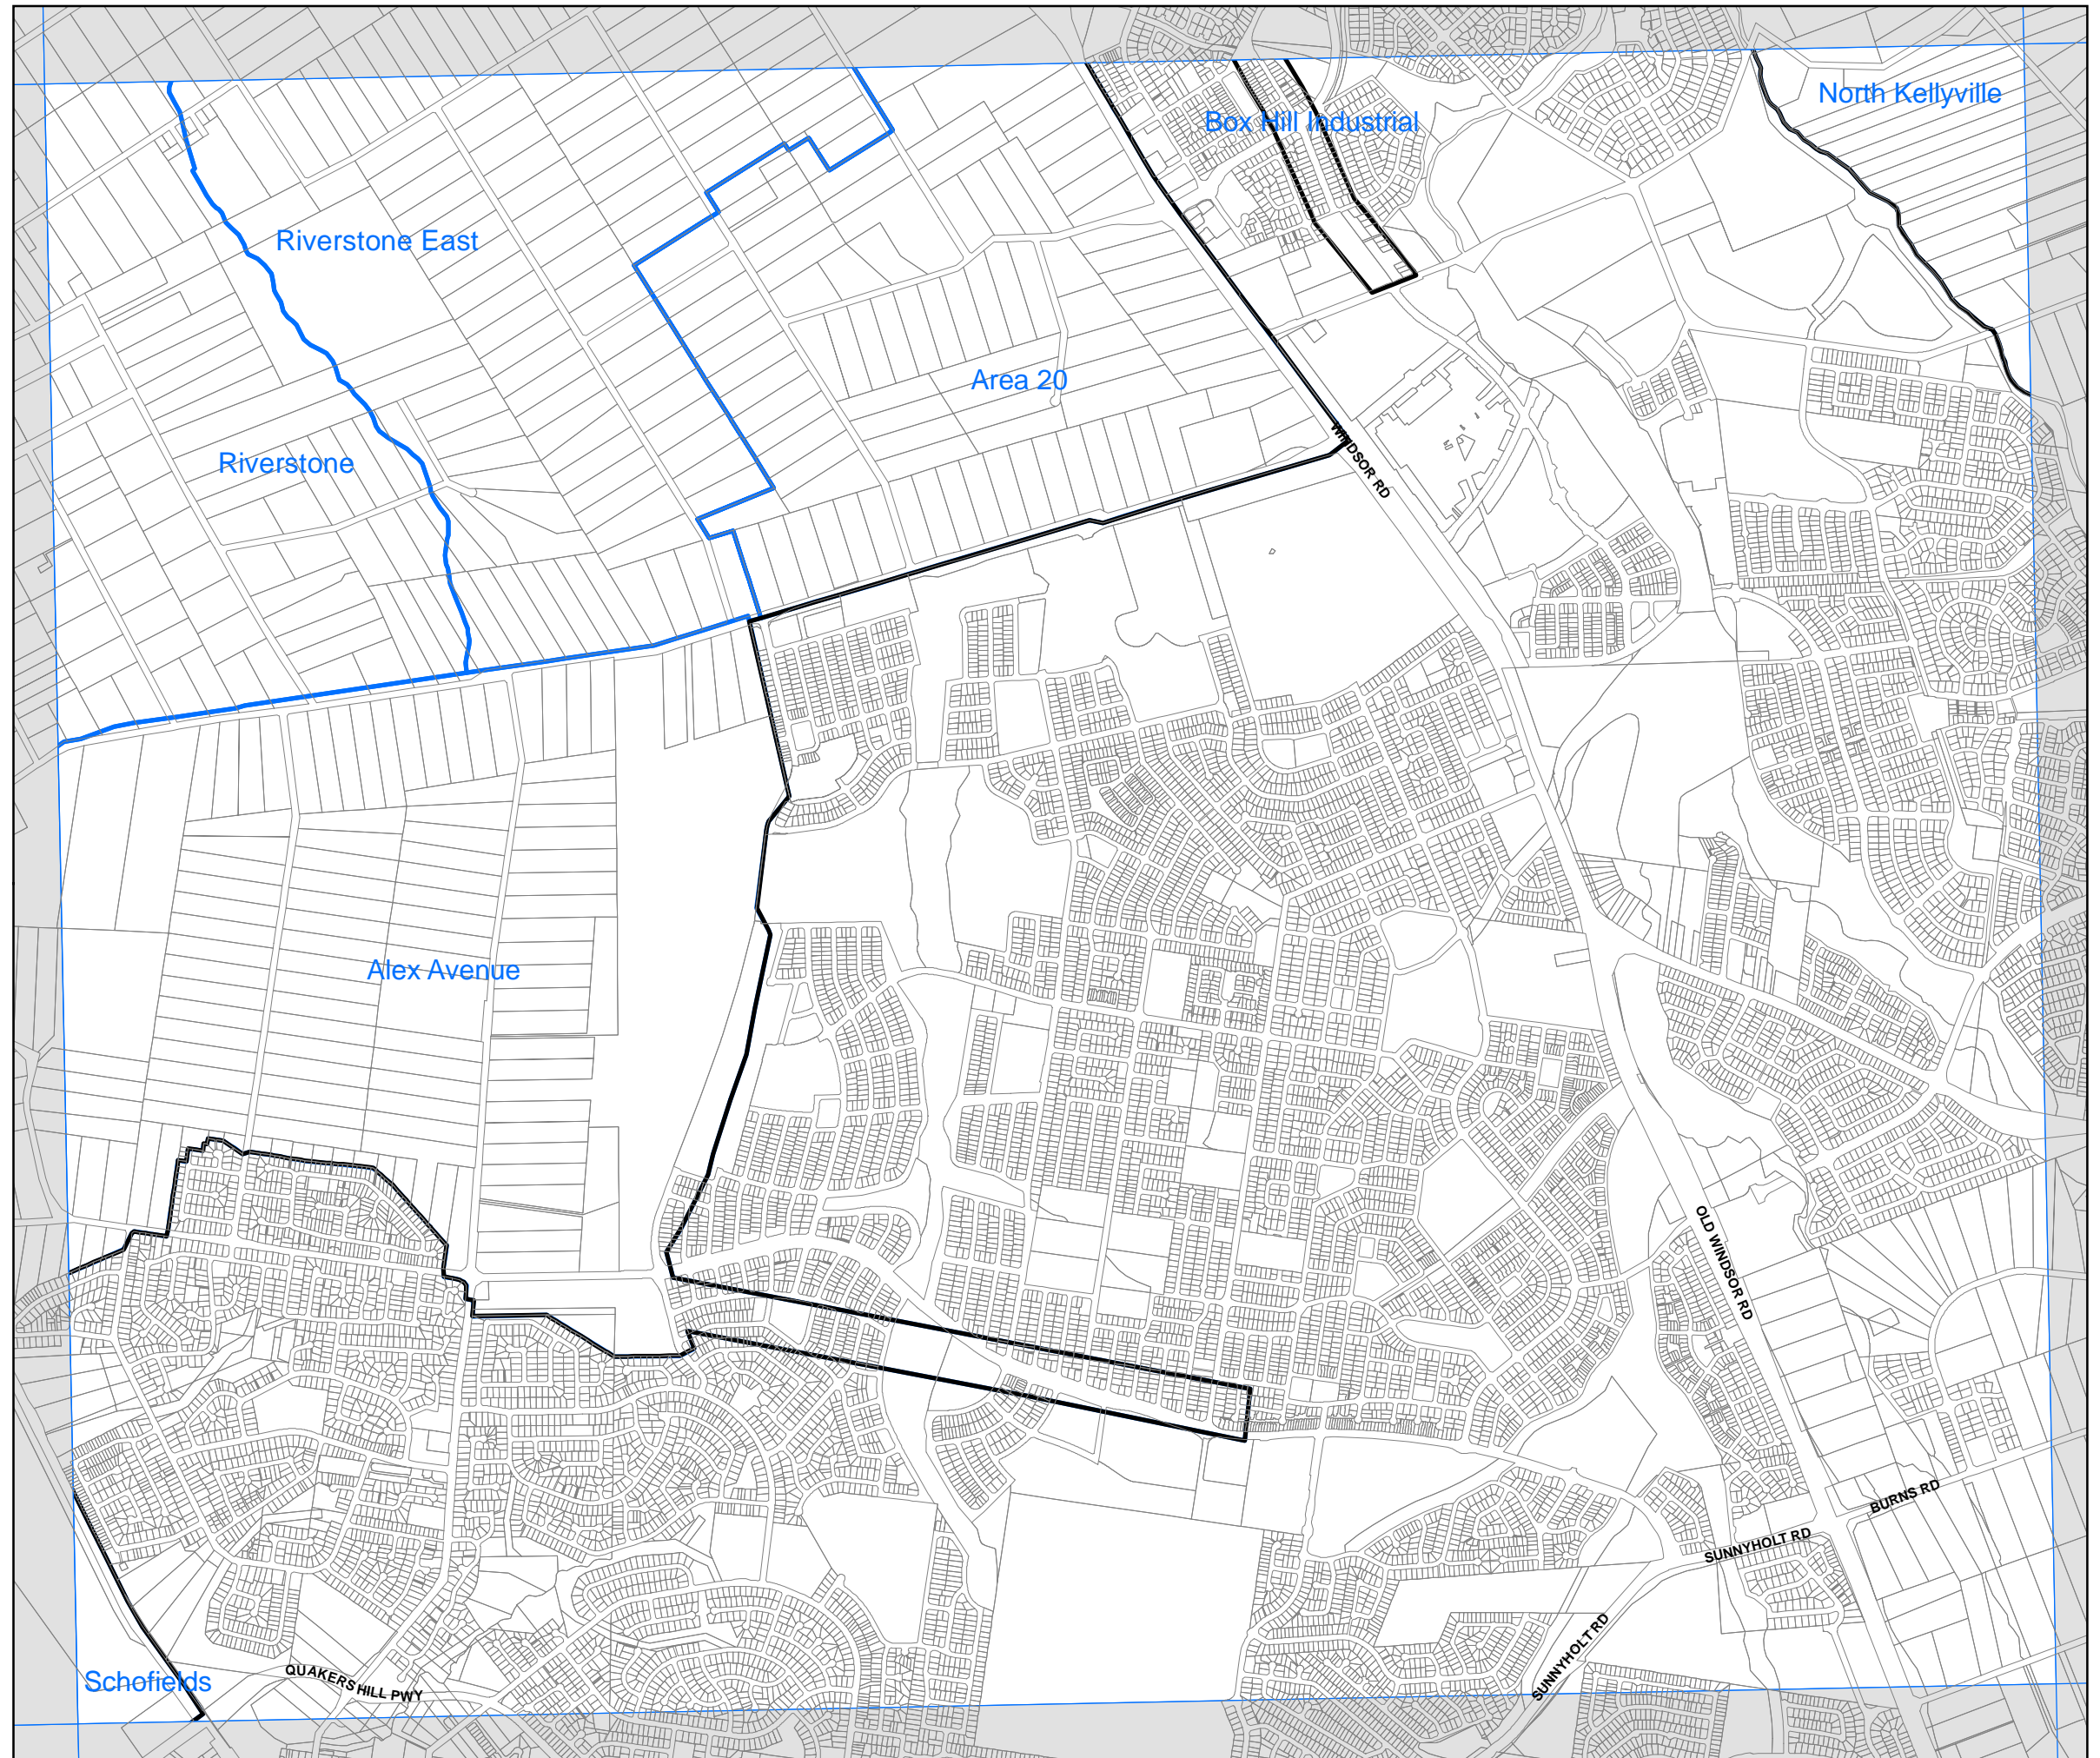 North Kellyville
Box Hill Industrial
Riverstone East
Area 20
WINDSOR RD
Riverstone
Alex Avenue
OLD WINDSOR RD
BURNS RD
SUNNYHOLT RD
SUNNYHOLT RD
Schofields
QUAKERS HILL PWY